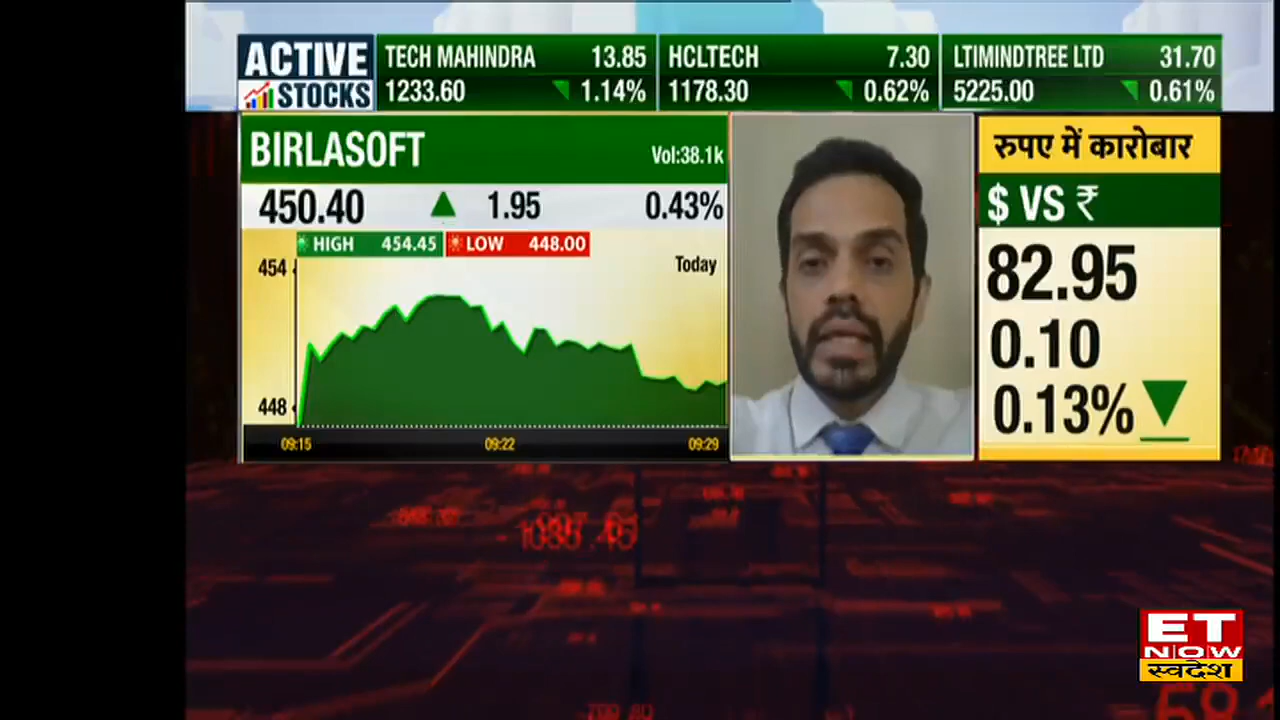 ACTIVE
STOCKS
TECH MAHINDRA 13.85
1233.60 1.14%
HCLTECH 7.30
1178.30 0.62%
LTIMINDTREE LTD 31.70
5225.00 0.61%
BIRLASOFT Vol:38.1k
450.40 1.95 0.43%
HIGH 454.45 LOW 448.00
454 Today
448
09:15 09:22 09:29
रुपए में कारोबार
$ VS ₹
82.95
0.10
0.13%
ET
NOW
स्वदेश